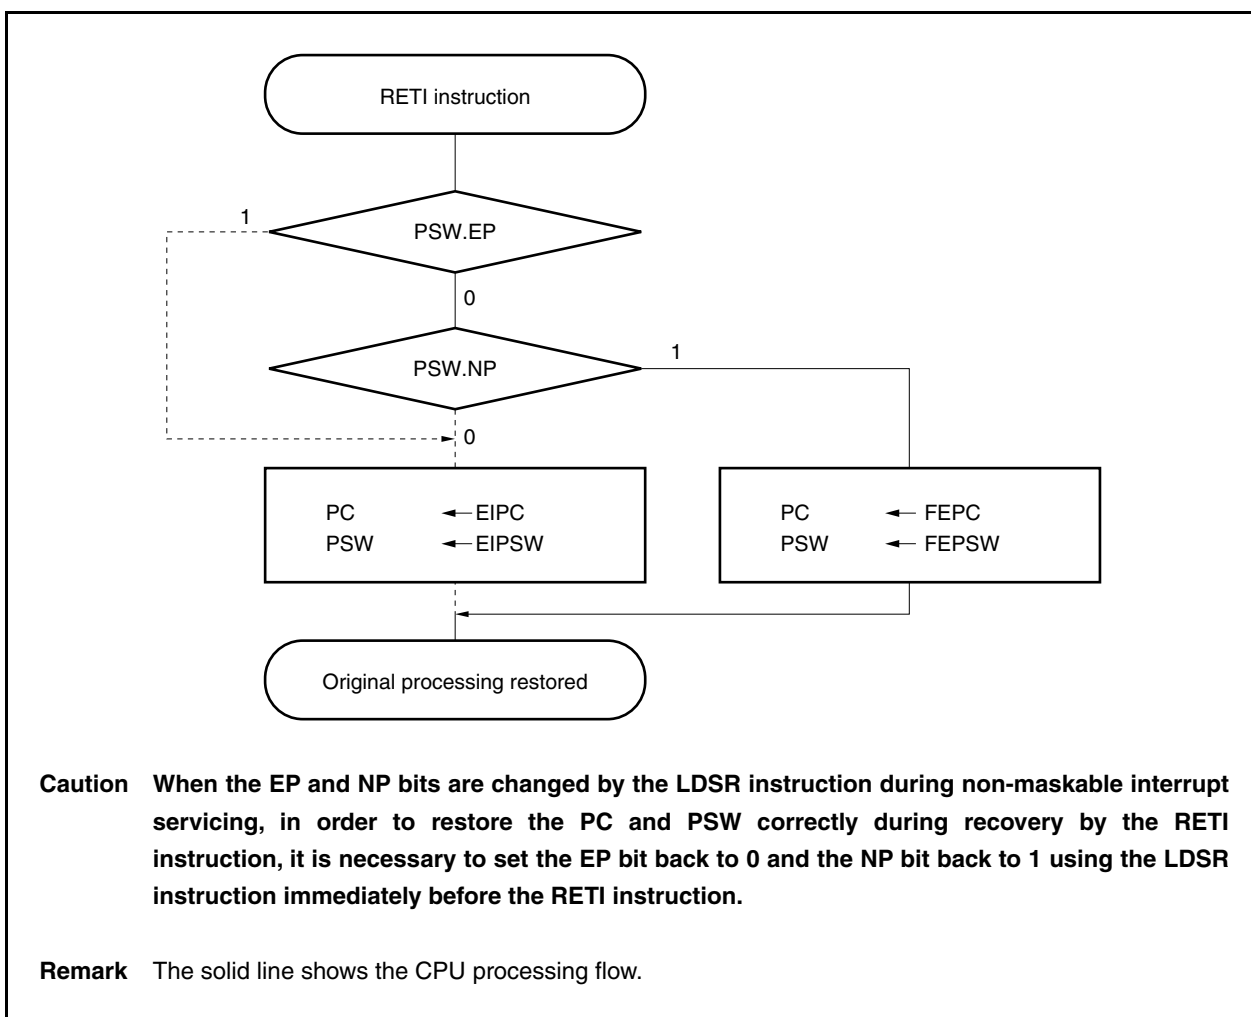 RETI instruction
1
PSW.EP
0
PSW.NP
1
0
PC ← EIPC
PSW ← EIPSW
PC ← FEPC
PSW ← FEPSW
Original processing restored
Caution When the EP and NP bits are changed by the LDSR instruction during non-maskable interrupt
servicing, in order to restore the PC and PSW correctly during recovery by the RETI
instruction, it is necessary to set the EP bit back to 0 and the NP bit back to 1 using the LDSR
instruction immediately before the RETI instruction.
Remark The solid line shows the CPU processing flow.